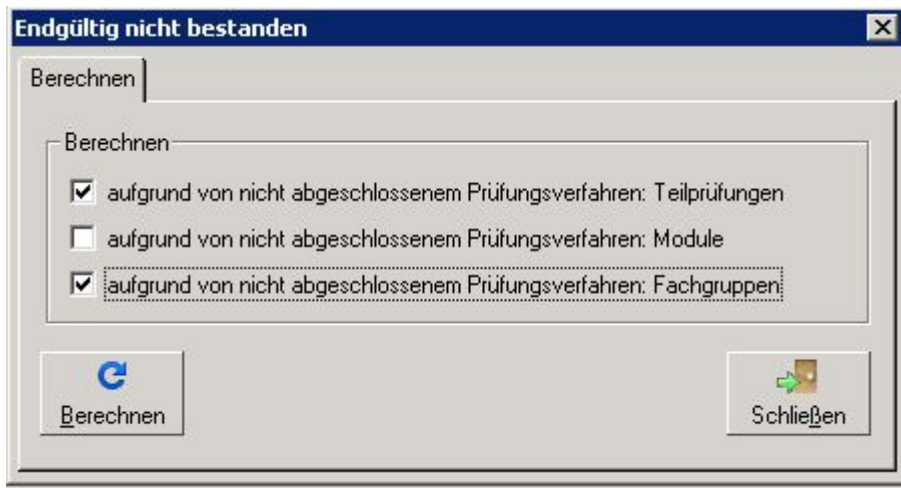 Endgültig nicht bestanden
Berechnen
Berechnen
aufgrund von nicht abgeschlossenem Prüfungsverfahren: Teilprüfungen
aufgrund von nicht abgeschlossenem Prüfungsverfahren: Module
aufgrund von nicht abgeschlossenem Prüfungsverfahren: Fachgruppen
Berechnen
Schließen